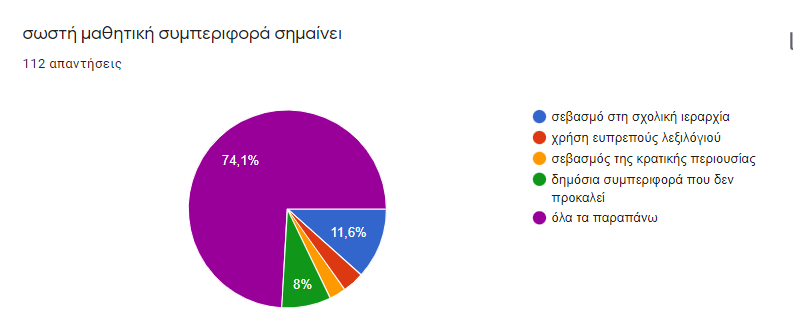 σωστή μαθητική συμπεριφορά σημαίνει
112 απαντήσεις
74,1%
11,6%
8%
σεβασμό στη σχολική ιεραρχία
χρήση ευπρεπούς λεξιλόγιού
σεβασμός της κρατικής περιουσίας
δημόσια συμπεριφορά που δεν
προκαλεί
όλα τα παραπάνω